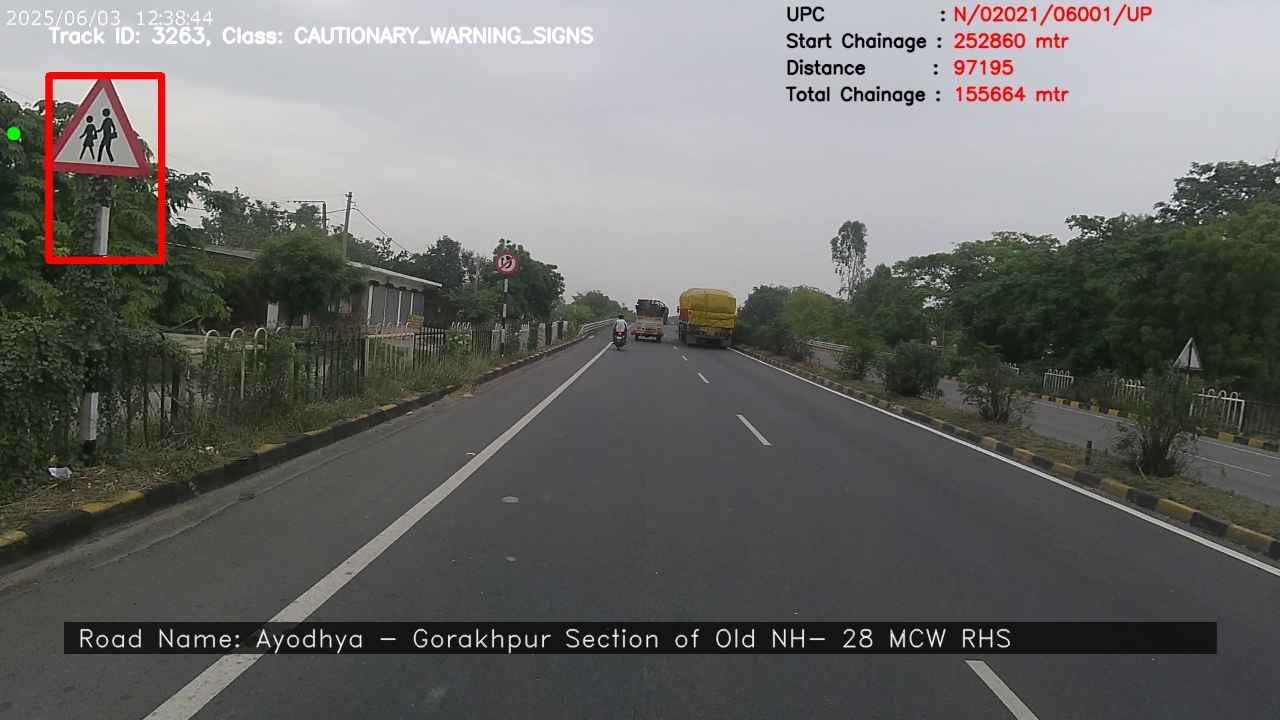 2025/06/03 12:38:44
Track ID: 3263, Class: CAUTIONARY_WARNING_SIGNS
UPC : N/02021/06001/UP
Start Chainage : 252860 mtr
Distance : 97195
Total Chainage : 155664 mtr
Road Name: Ayodhya - Gorakhpur Section of Old NH- 28 MCW RHS